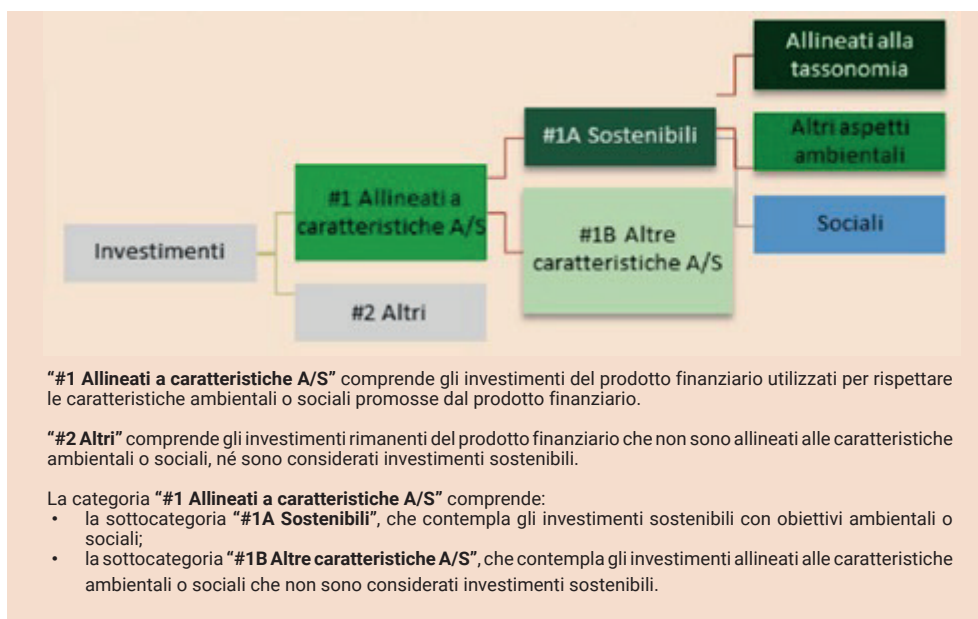 Allineati alla
tassonomia
#1A Sostenibili
Altri aspetti
ambientali
#1 Allineati a
caratteristiche A/S
Sociali
#1B Altre
caratteristiche A/S
Investimenti
#2 Altri
“#1 Allineati a caratteristiche A/S” comprende gli investimenti del prodotto finanziario utilizzati per rispettare
le caratteristiche ambientali o sociali promosse dal prodotto finanziario.
“#2 Altri” comprende gli investimenti rimanenti del prodotto finanziario che non sono allineati alle caratteristiche
ambientali o sociali, né sono considerati investimenti sostenibili.
La categoria “#1 Allineati a caratteristiche A/S” comprende:
• la sottocategoria “#1A Sostenibili”, che contempla gli investimenti sostenibili con obiettivi ambientali o
sociali;
• la sottocategoria “#1B Altre caratteristiche A/S”, che contempla gli investimenti allineati alle caratteristiche
ambientali o sociali che non sono considerati investimenti sostenibili.